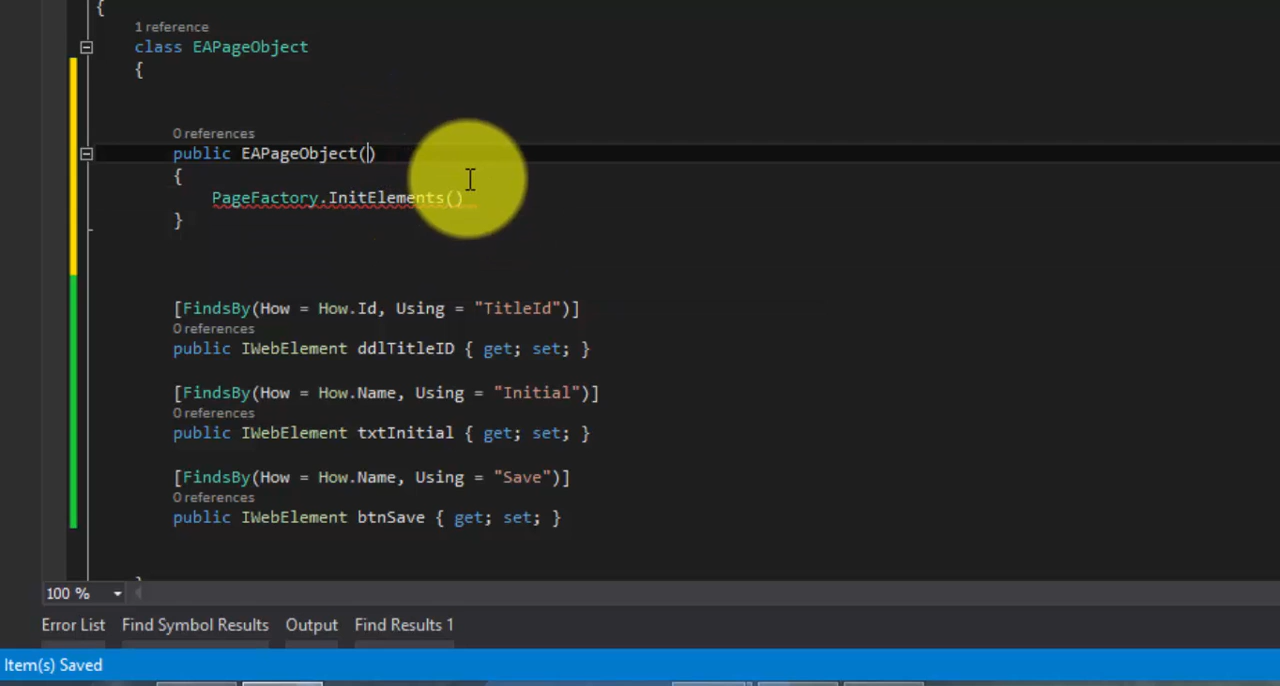 {
1 reference
class EAPageObject
{
0 references
public EAPageObject()
{
PageFactory.InitElements()
}
[FindsBy(How = How.Id, Using = "TitleId")]
0 references
public IWebElement ddlTitleID { get; set; }
[FindsBy(How = How.Name, Using = "Initial")]
0 references
public IWebElement txtInitial { get; set; }
[FindsBy(How = How.Name, Using = "Save")]
0 references
public IWebElement btnSave { get; set; }
}
100 %
Error List Find Symbol Results Output Find Results 1
Item(s) Saved